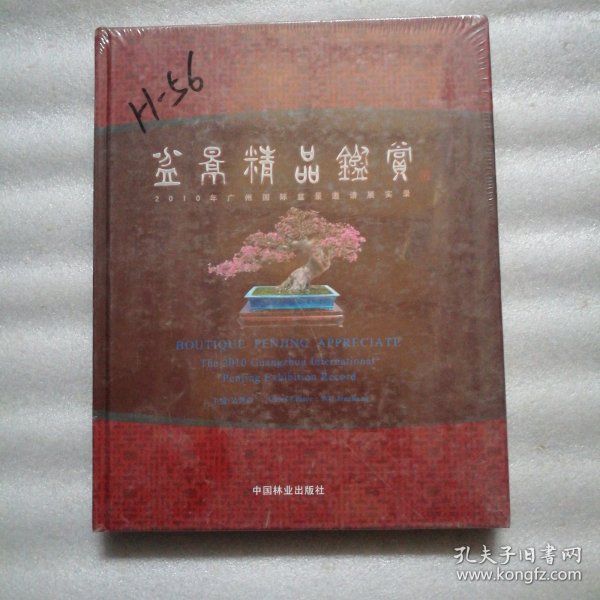 H-56
盆景精品鑑赏
2010年广州国际盆景邀请展实录
BOUTIQUE PENJING APPRECIATE
The 2010 Guangzhou International
Penjing Exhibition Record
中国林业出版社
孔夫子旧书网
www.kongfz.com